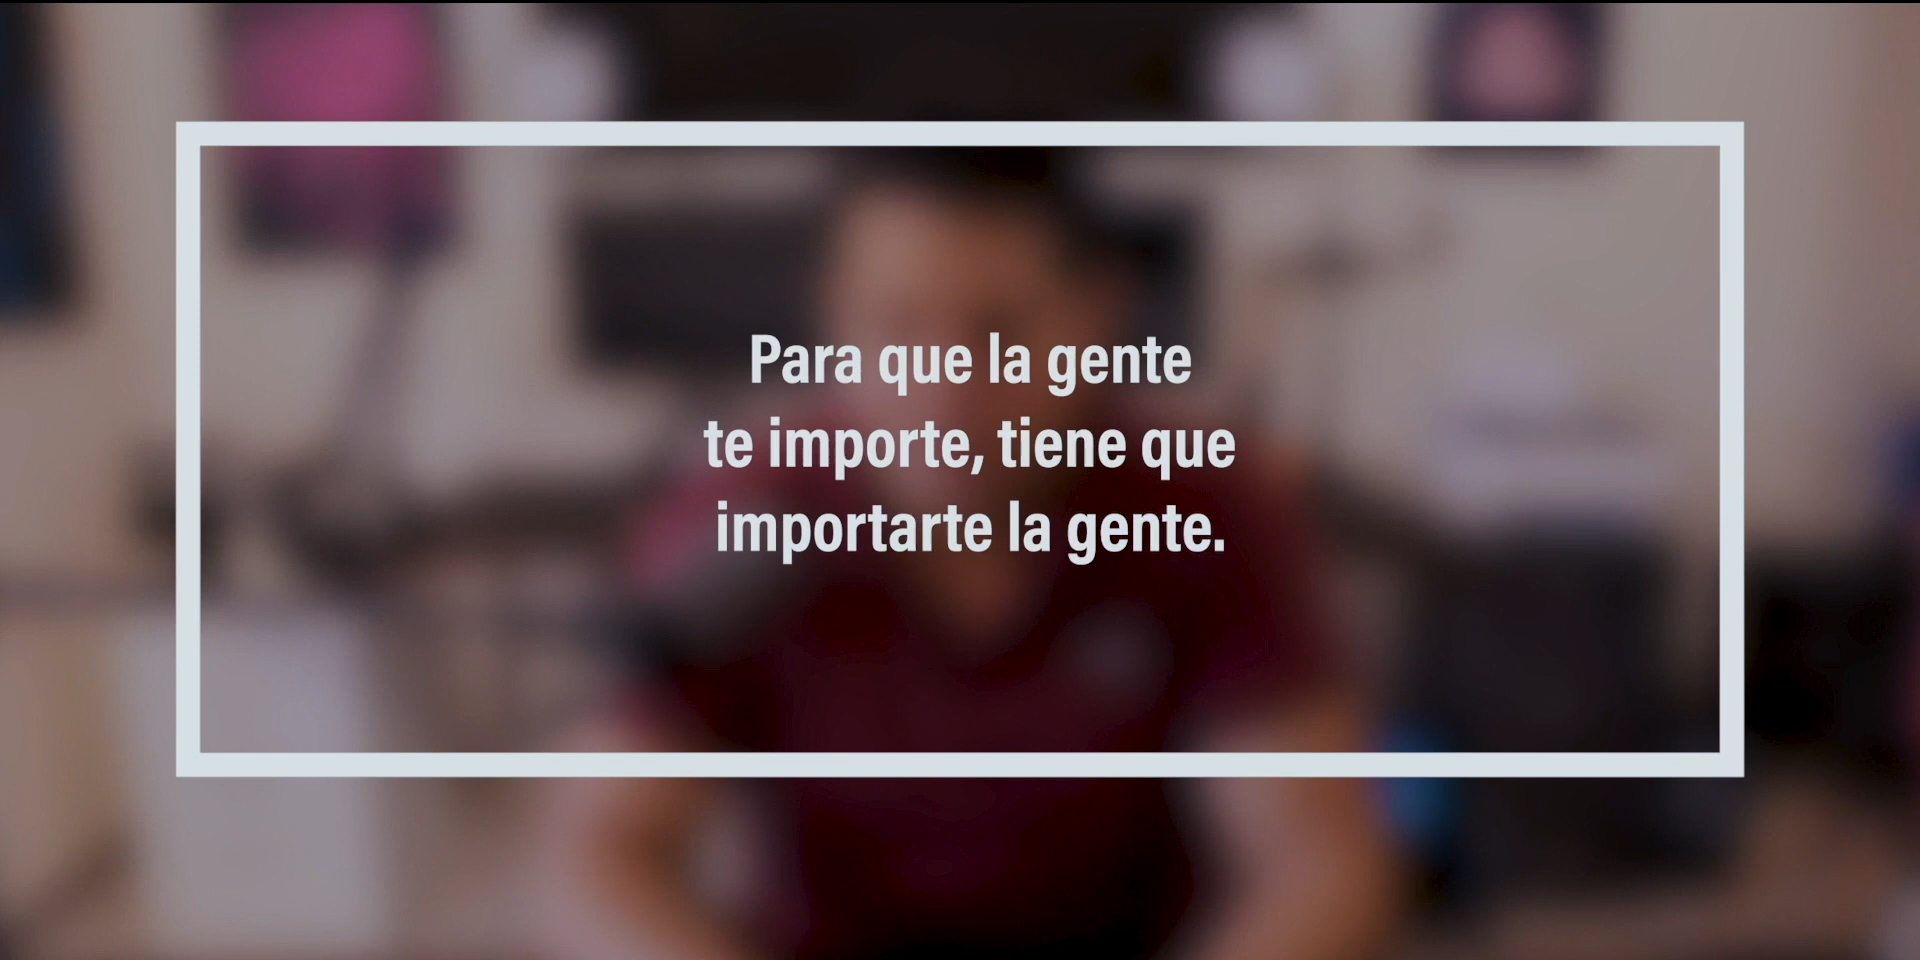 Para que la gente
te importe, tiene que
importarte la gente.